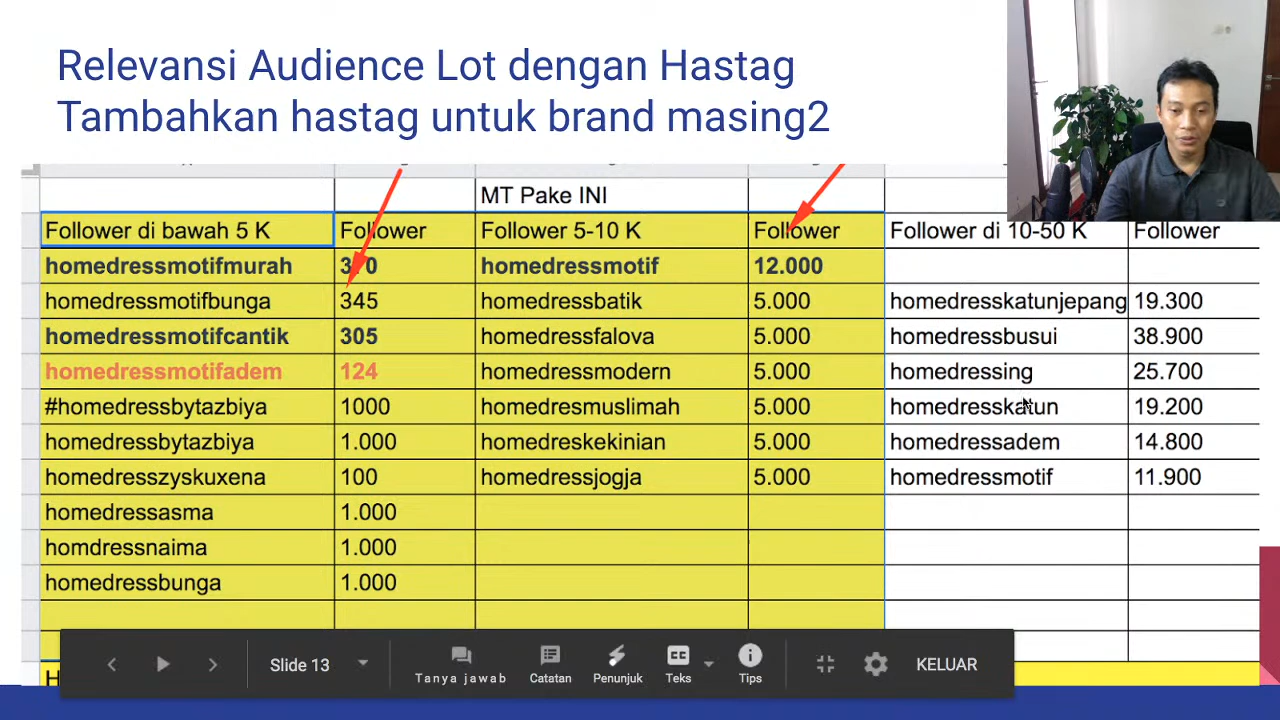 Relevansi Audience Lot dengan Hastag
Tambahkan hastag untuk brand masing2
MT Pake INI
Follower di bawah 5 K Follower Follower 5-10 K Follower Follower di 10-50 K Follower
homedressmotifmurah 370 homedressmotif 12.000
homedressmotifbunga 345 homedressbatik 5.000 homedresskatunjepang 19.300
homedressmotifcantik 305 homedressfalova 5.000 homedressbusui 38.900
homedressmotifadem 124 homedressmodern 5.000 homedressing 25.700
#homedressbytazbiya 1000 homedresmuslimah 5.000 homedresskatun 19.200
homedressbytazbiya 1.000 homedreskekinian 5.000 homedressadem 14.800
homedresszyskuxena 100 homedressjogja 5.000 homedressmotif 11.900
homedressasma 1.000
homdressnaima 1.000
homedressbunga 1.000
Slide 13 Tanya jawab Catatan Penunjuk CC Teks Tips KELUAR